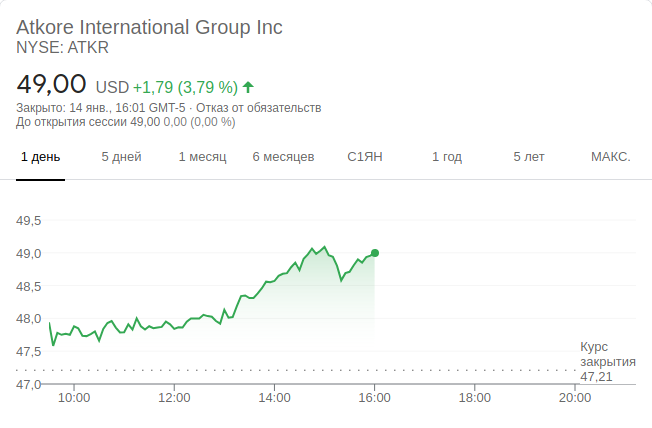 Atkore International Group Inc
NYSE: ATKR
49,00 USD +1,79 (3,79 %)
Закрыто: 14 янв., 16:01 GMT-5 · Отказ от обязательств
До открытия сессии 49,00 0,00 (0,00 %)
1 день 5 дней 1 месяц 6 месяцев С1ЯН 1 год 5 лет МАКС.
49,5
49,0
48,5
48,0
47,5
47,0
Курс
закрытия
47,21
10:00 12:00 14:00 16:00 18:00 20:00